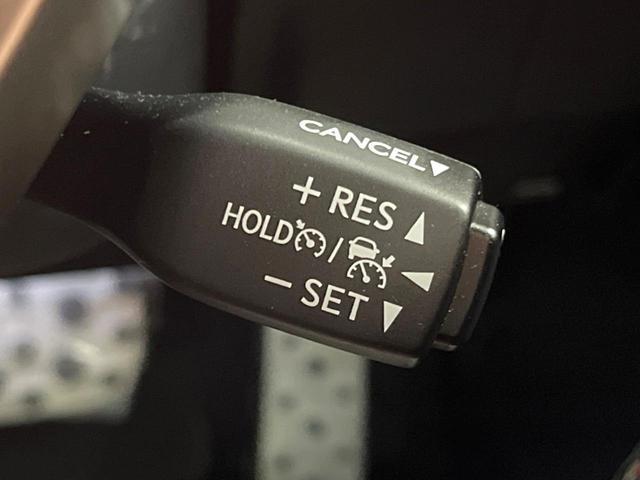 CANCEL▼
+ RES ▲
HOLD / ◀
− SET ▼